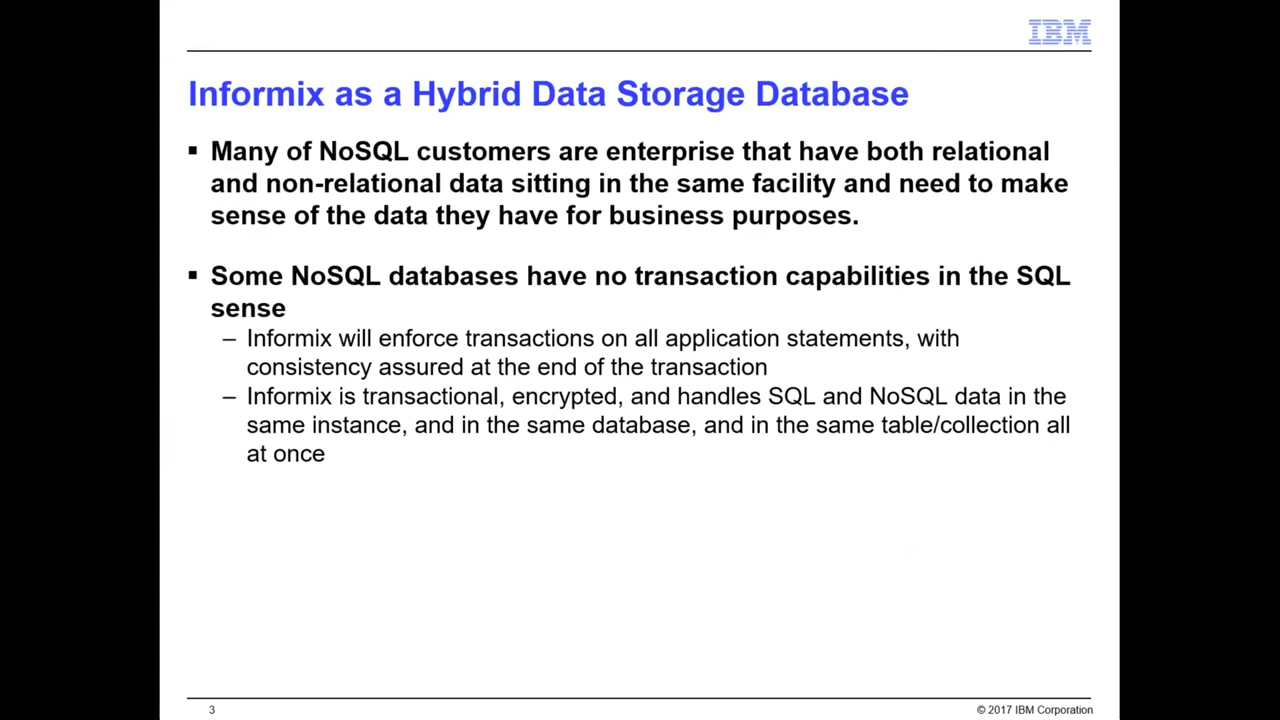 IBM
Informix as a Hybrid Data Storage Database
▪ Many of NoSQL customers are enterprise that have both relational
and non-relational data sitting in the same facility and need to make
sense of the data they have for business purposes.
▪ Some NoSQL databases have no transaction capabilities in the SQL
sense
– Informix will enforce transactions on all application statements, with
consistency assured at the end of the transaction
– Informix is transactional, encrypted, and handles SQL and NoSQL data in the
same instance, and in the same database, and in the same table/collection all
at once
3
© 2017 IBM Corporation